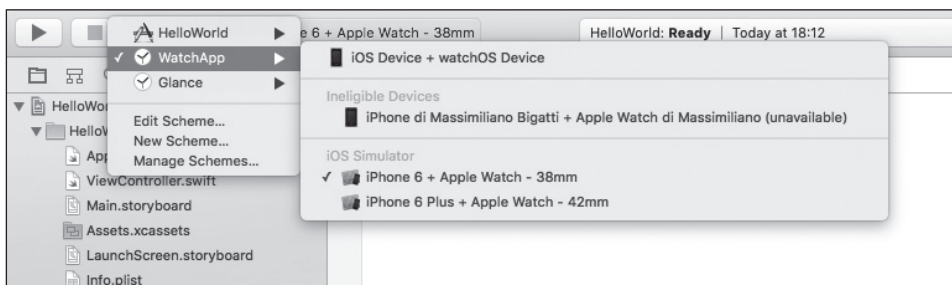 HelloWorld
e 6 + Apple Watch - 38mm
HelloWorld: Ready | Today at 18:12
WatchApp
Glance
Edit Scheme...
New Scheme...
Manage Schemes...
iOS Device + watchOS Device
Ineligible Devices
iPhone di Massimiliano Bigatti + Apple Watch di Massimiliano (unavailable)
iOS Simulator
iPhone 6 + Apple Watch - 38mm
iPhone 6 Plus + Apple Watch - 42mm
HelloWo
Hello
App
ViewController.swift
Main.storyboard
Assets.xcassets
LaunchScreen.storyboard
Info.plist